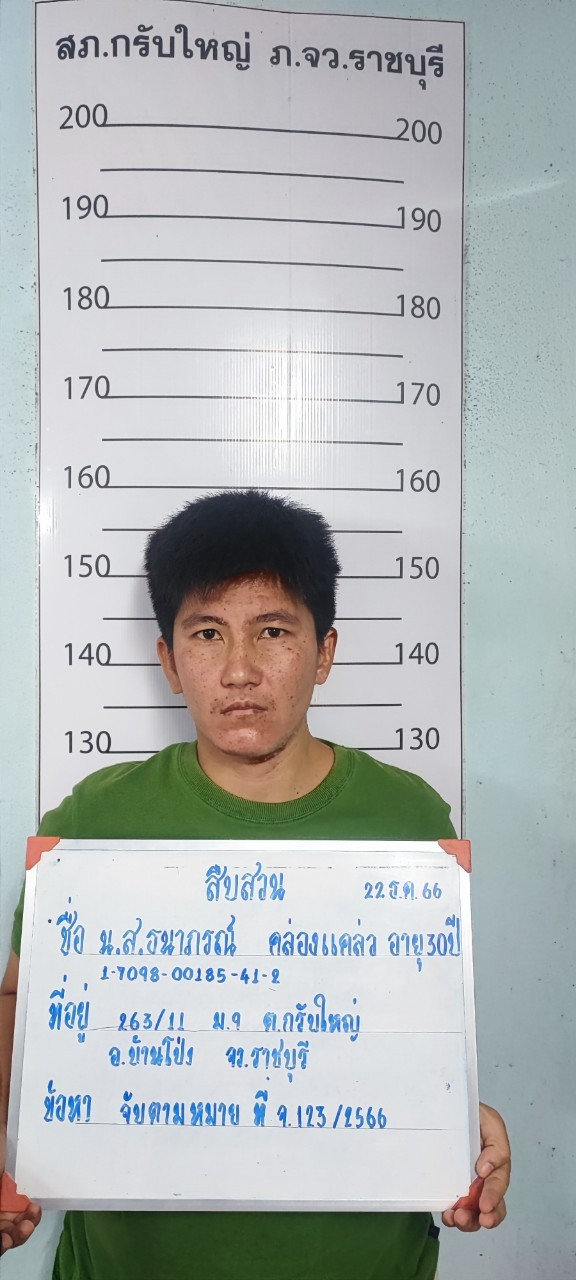 สภ.กรับใหญ่ ภ.จว.ราชบุรี
200 200
190 190
180 180
170 170
160 160
150 150
140 140
130 130
สืบสวน 22 ธ.ค. 66
ชื่อ น.ส.ธนาภรณ์ คล่องแคล่ว อายุ 30 ปี
1-7098-00185-41-2
ที่อยู่ 263/11 ม.9 ต.กรับใหญ่
อ.บ้านโป่ง จว.ราชบุรี
ข้อหา จับตามหมาย ที่ จ.123/2566